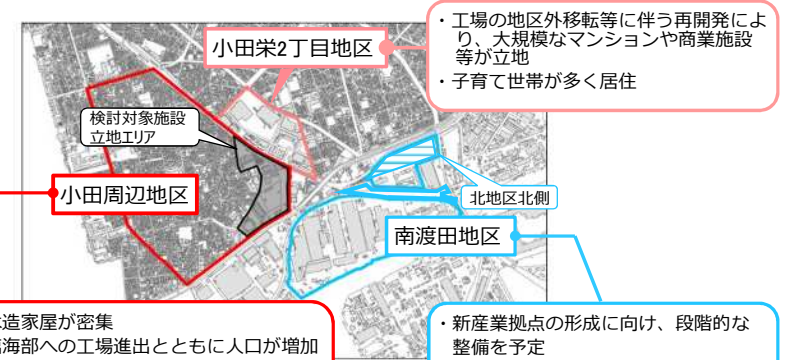 ・工場の地区外移転等に伴う再開発によ
り、大規模なマンションや商業施設
等が立地
・子育て世帯が多く居住
小田栄2丁目地区
検討対象施設
立地エリア
小田周辺地区
北地区北側
南渡田地区
造家屋が密集
海部への工場進出とともに人口が増加
・新産業拠点の形成に向け、段階的な
整備を予定